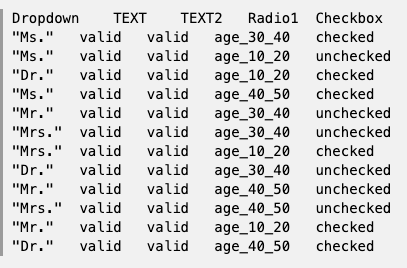 Dropdown TEXT TEXT2 Radio1 Checkbox
"Ms." valid valid age_30_40 checked
"Ms." valid valid age_10_20 unchecked
"Dr." valid valid age_10_20 checked
"Ms." valid valid age_40_50 checked
"Mr." valid valid age_30_40 unchecked
"Mrs." valid valid age_30_40 unchecked
"Mrs." valid valid age_10_20 checked
"Dr." valid valid age_30_40 unchecked
"Mr." valid valid age_40_50 unchecked
"Mrs." valid valid age_40_50 unchecked
"Mr." valid valid age_10_20 checked
"Dr." valid valid age_40_50 checked